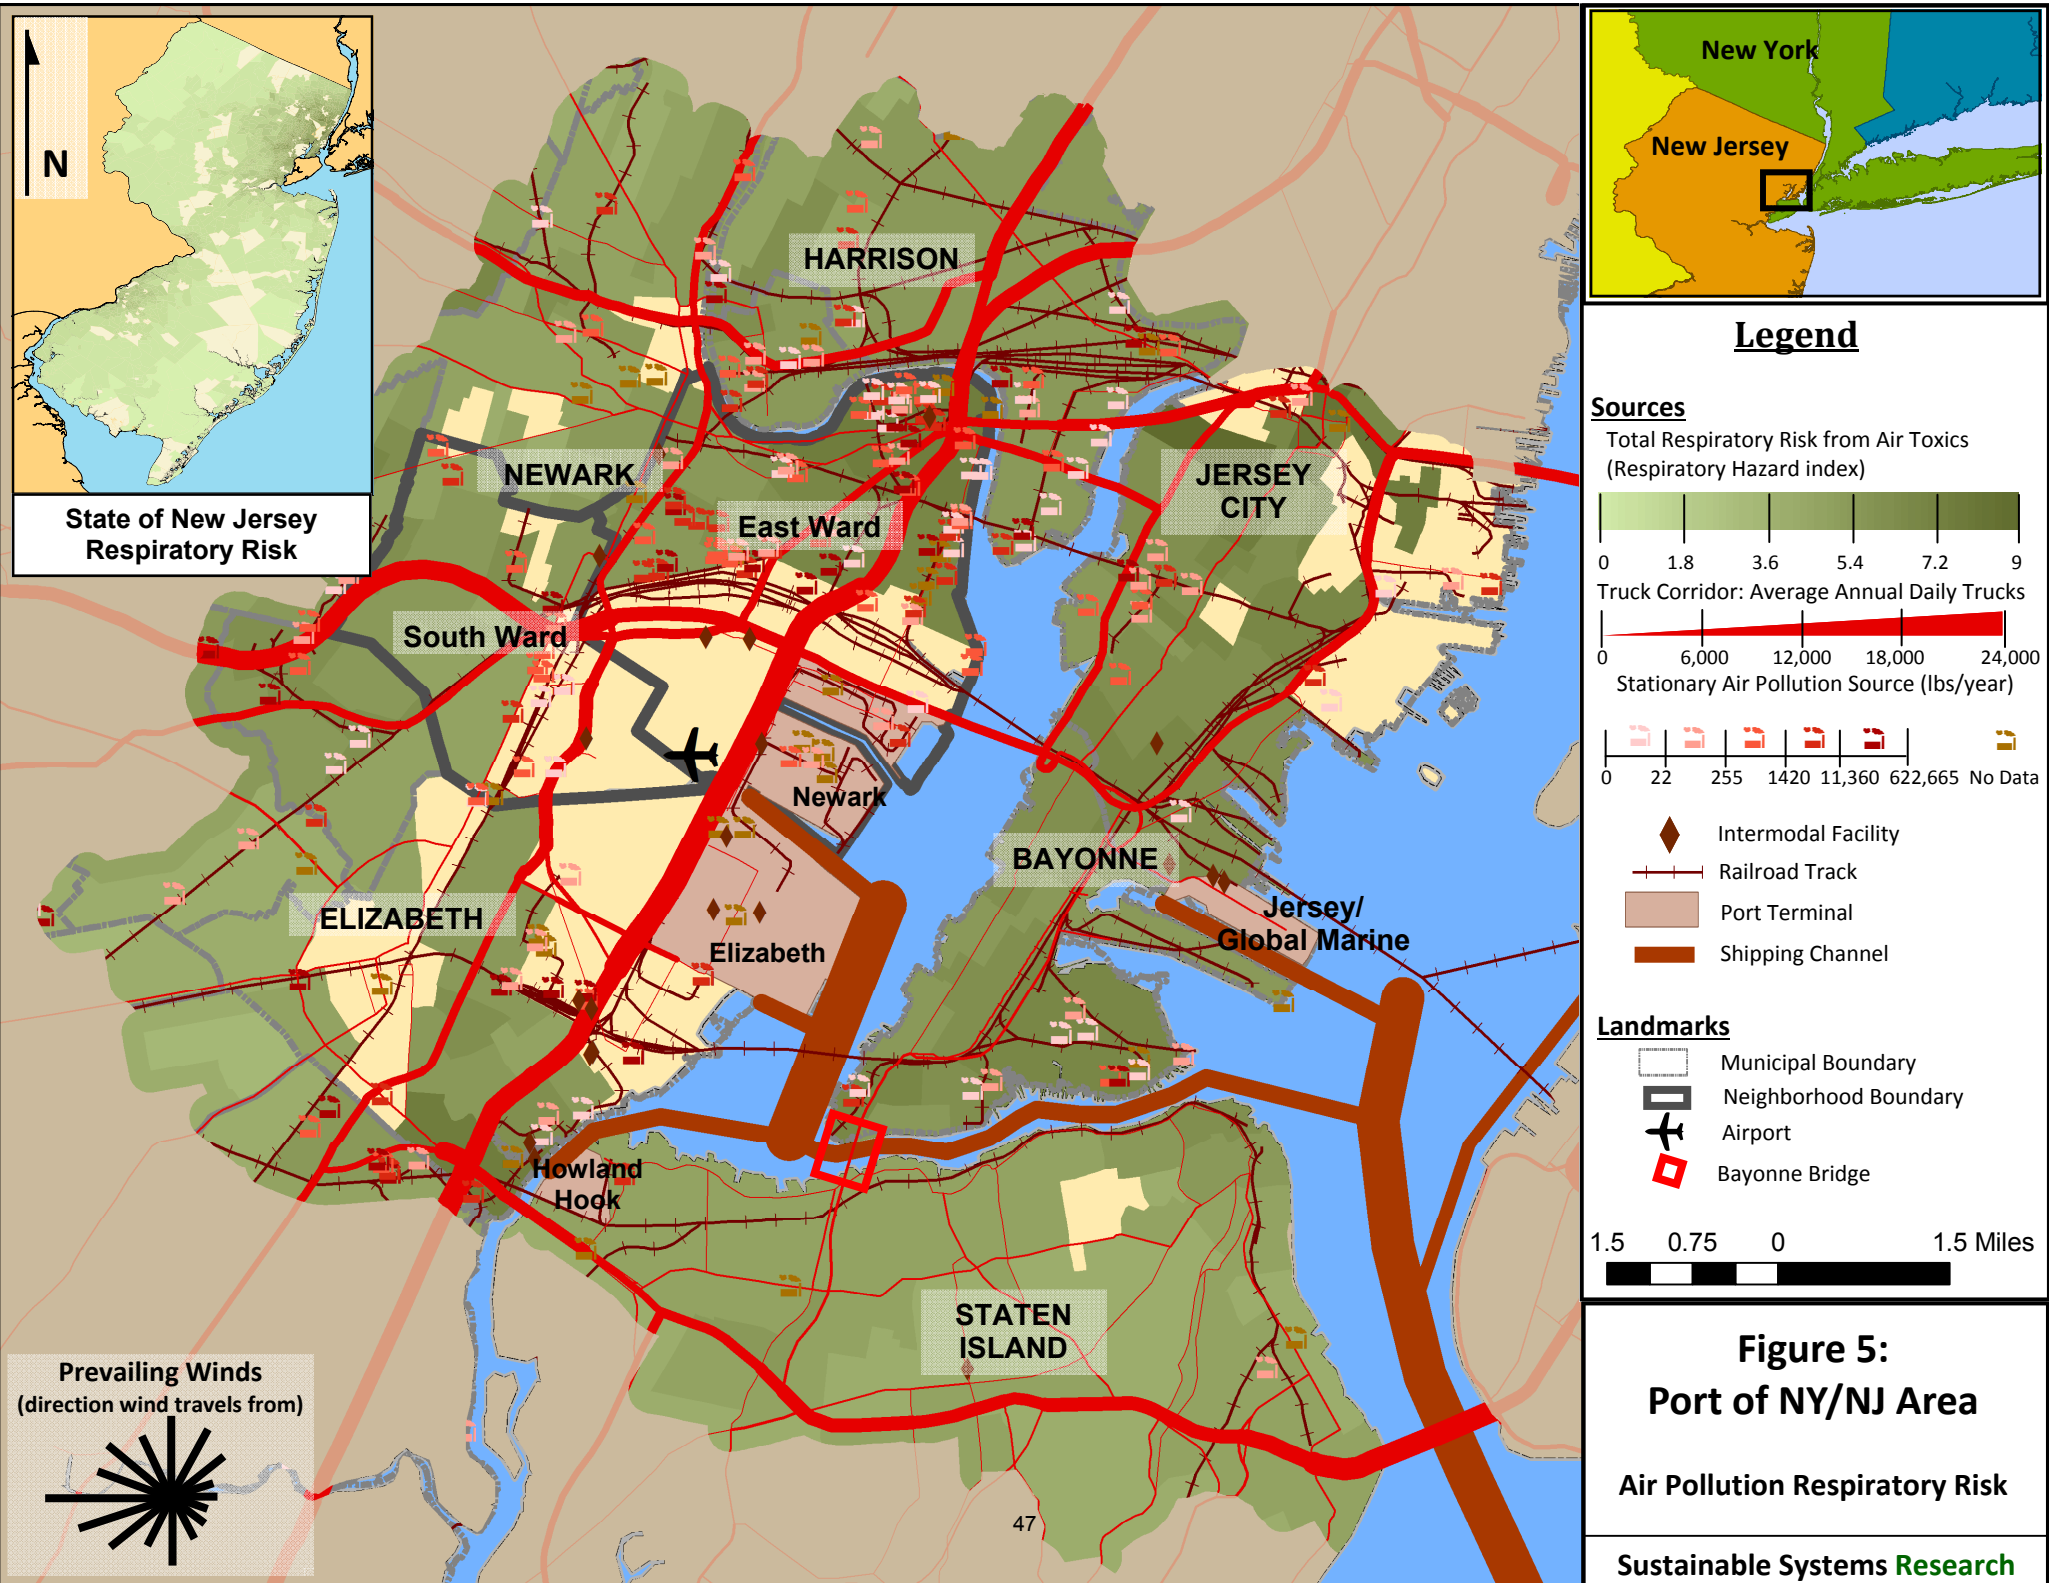 N
State of New Jersey
Respiratory Risk
HARRISON
NEWARK
East Ward
JERSEY
CITY
South Ward
Newark
BAYONNE
ELIZABETH
Elizabeth
Jersey/
Global Marine
Howland
Hook
STATEN
ISLAND
Prevailing Winds
(direction wind travels from)
47
New York
New Jersey
Legend
Sources
Total Respiratory Risk from Air Toxics
(Respiratory Hazard index)
0 1.8 3.6 5.4 7.2 9
Truck Corridor: Average Annual Daily Trucks
0 6,000 12,000 18,000 24,000
Stationary Air Pollution Source (lbs/year)
0 22 255 1420 11,360 622,665 No Data
Intermodal Facility
Railroad Track
Port Terminal
Shipping Channel
Landmarks
Municipal Boundary
Neighborhood Boundary
Airport
Bayonne Bridge
1.5 0.75 0 1.5 Miles
Figure 5:
Port of NY/NJ Area
Air Pollution Respiratory Risk
Sustainable Systems Research